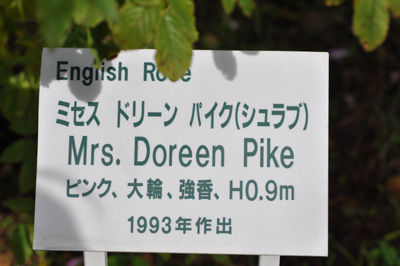 English Rose
ミセス ドリーン パイク(シュラブ)
Mrs. Doreen Pike
ピンク、大輪、強香、H0.9m
1993年作出